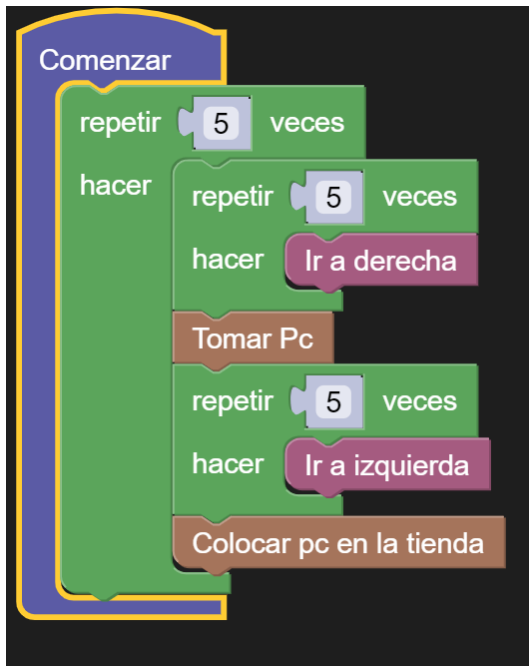 Comenzar
repetir 5 veces
hacer
repetir 5 veces
hacer Ir a derecha
Tomar Pc
repetir 5 veces
hacer Ir a izquierda
Colocar pc en la tienda